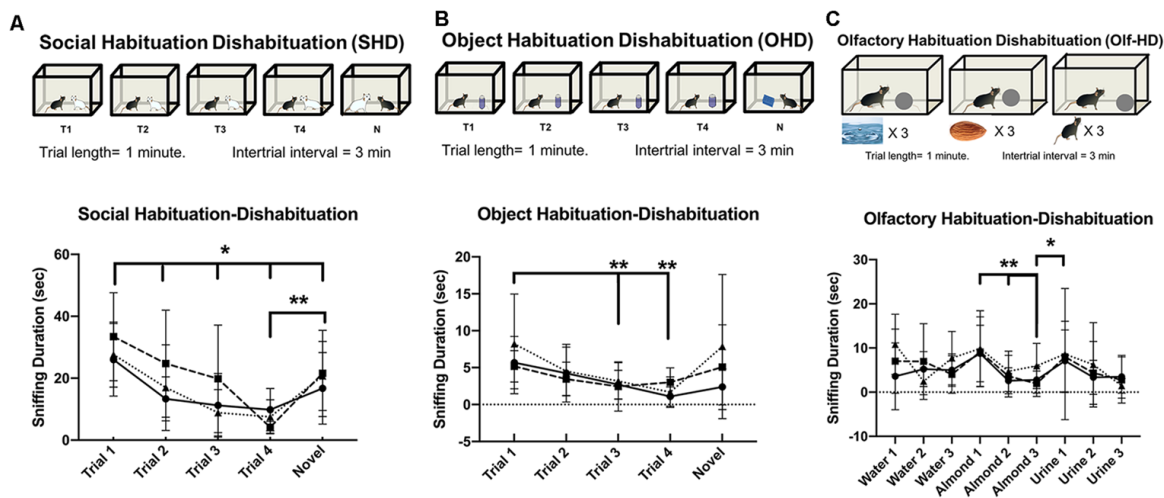 A
Social Habituation Dishabituation (SHD)
T1 T2 T3 T4 N
Trial length= 1 minute. Intertrial interval = 3 min
Social Habituation-Dishabituation
*
**
60
40
20
0
Sniffing Duration (sec)
Trial 1 Trial 2 Trial 3 Trial 4 Novel
B
Object Habituation Dishabituation (OHD)
T1 T2 T3 T4 N
Trial length= 1 minute. Intertrial interval = 3 min
Object Habituation-Dishabituation
** **
20
15
10
5
0
-5
Sniffing Duration (sec)
Trial 1 Trial 2 Trial 3 Trial 4 Novel
C
Olfactory Habituation Dishabituation (Olf-HD)
X 3 X 3 X 3
Trial length= 1 minute. Intertrial interval = 3 min
Olfactory Habituation-Dishabituation
*
**
30
20
10
0
-10
Sniffing Duration (sec)
Water 1 Water 2 Water 3 Almond 1 Almond 2 Almond 3 Urine 1 Urine 2 Urine 3